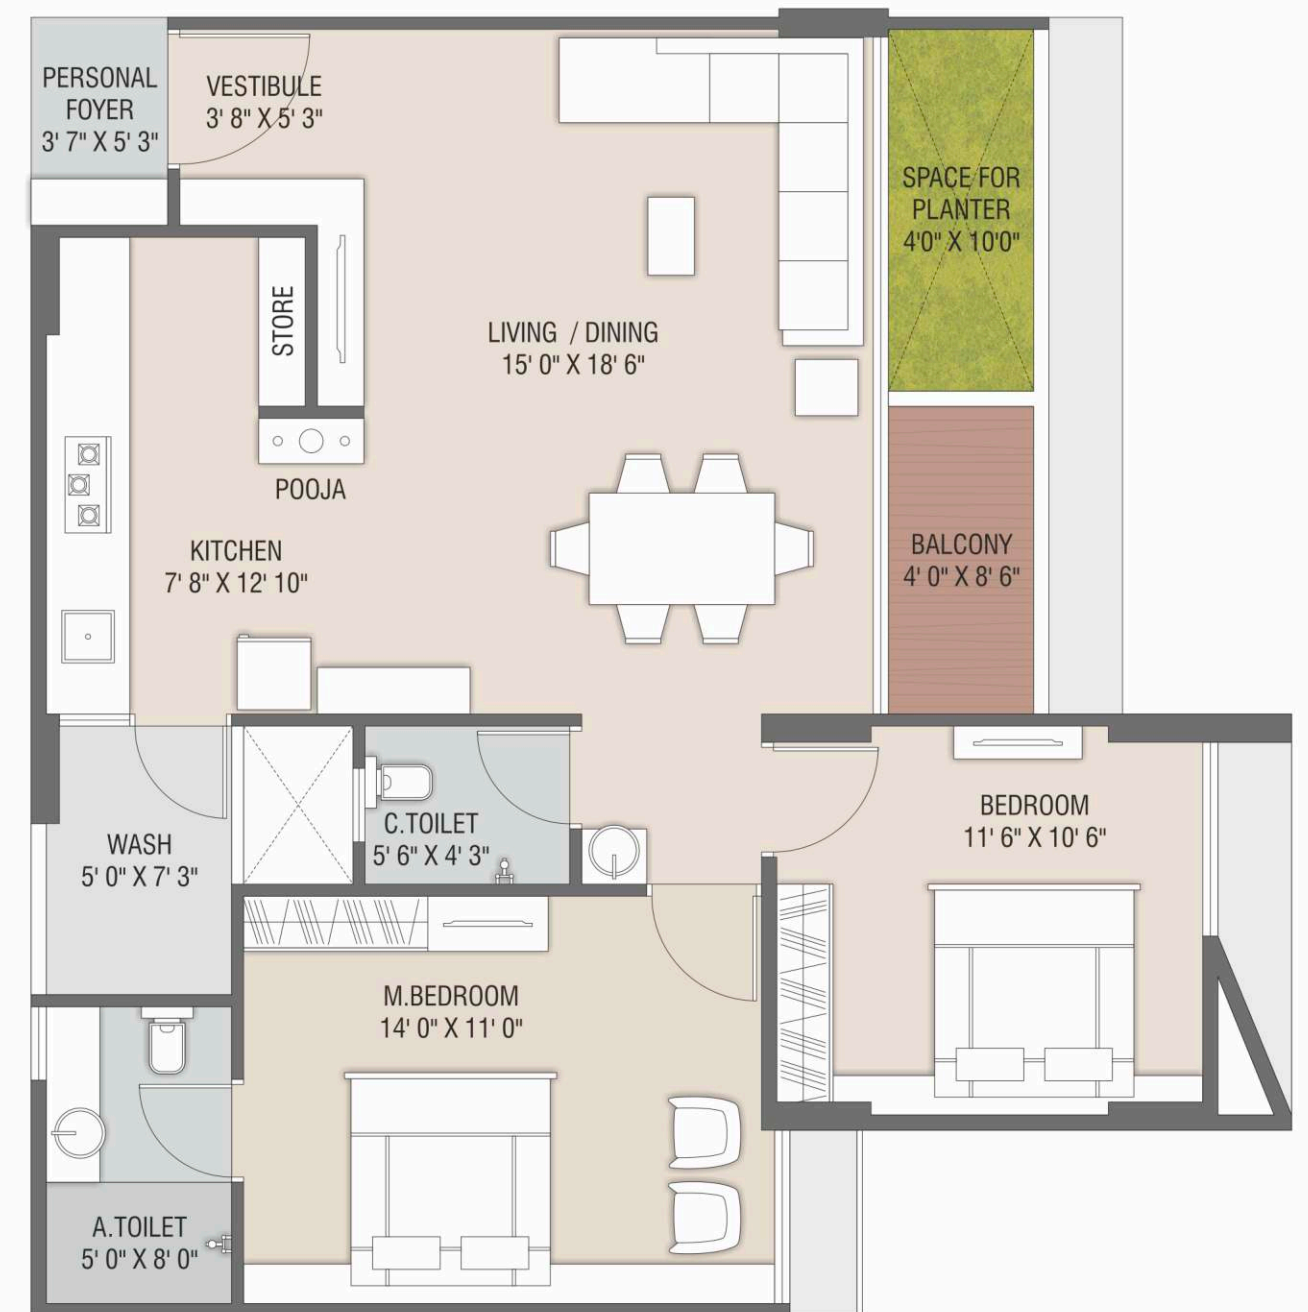 PERSONAL
FOYER
3' 7" X 5' 3"
VESTIBULE
3' 8" X 5' 3"
SPACE FOR
PLANTER
4'0" X 10'0"
STORE
LIVING / DINING
15' 0" X 18' 6"
POOJA
KITCHEN
7' 8" X 12' 10"
BALCONY
4' 0" X 8' 6"
BEDROOM
11' 6" X 10' 6"
C.TOILET
5' 6" X 4' 3"
WASH
5' 0" X 7' 3"
M.BEDROOM
14' 0" X 11' 0"
A.TOILET
5' 0" X 8' 0"